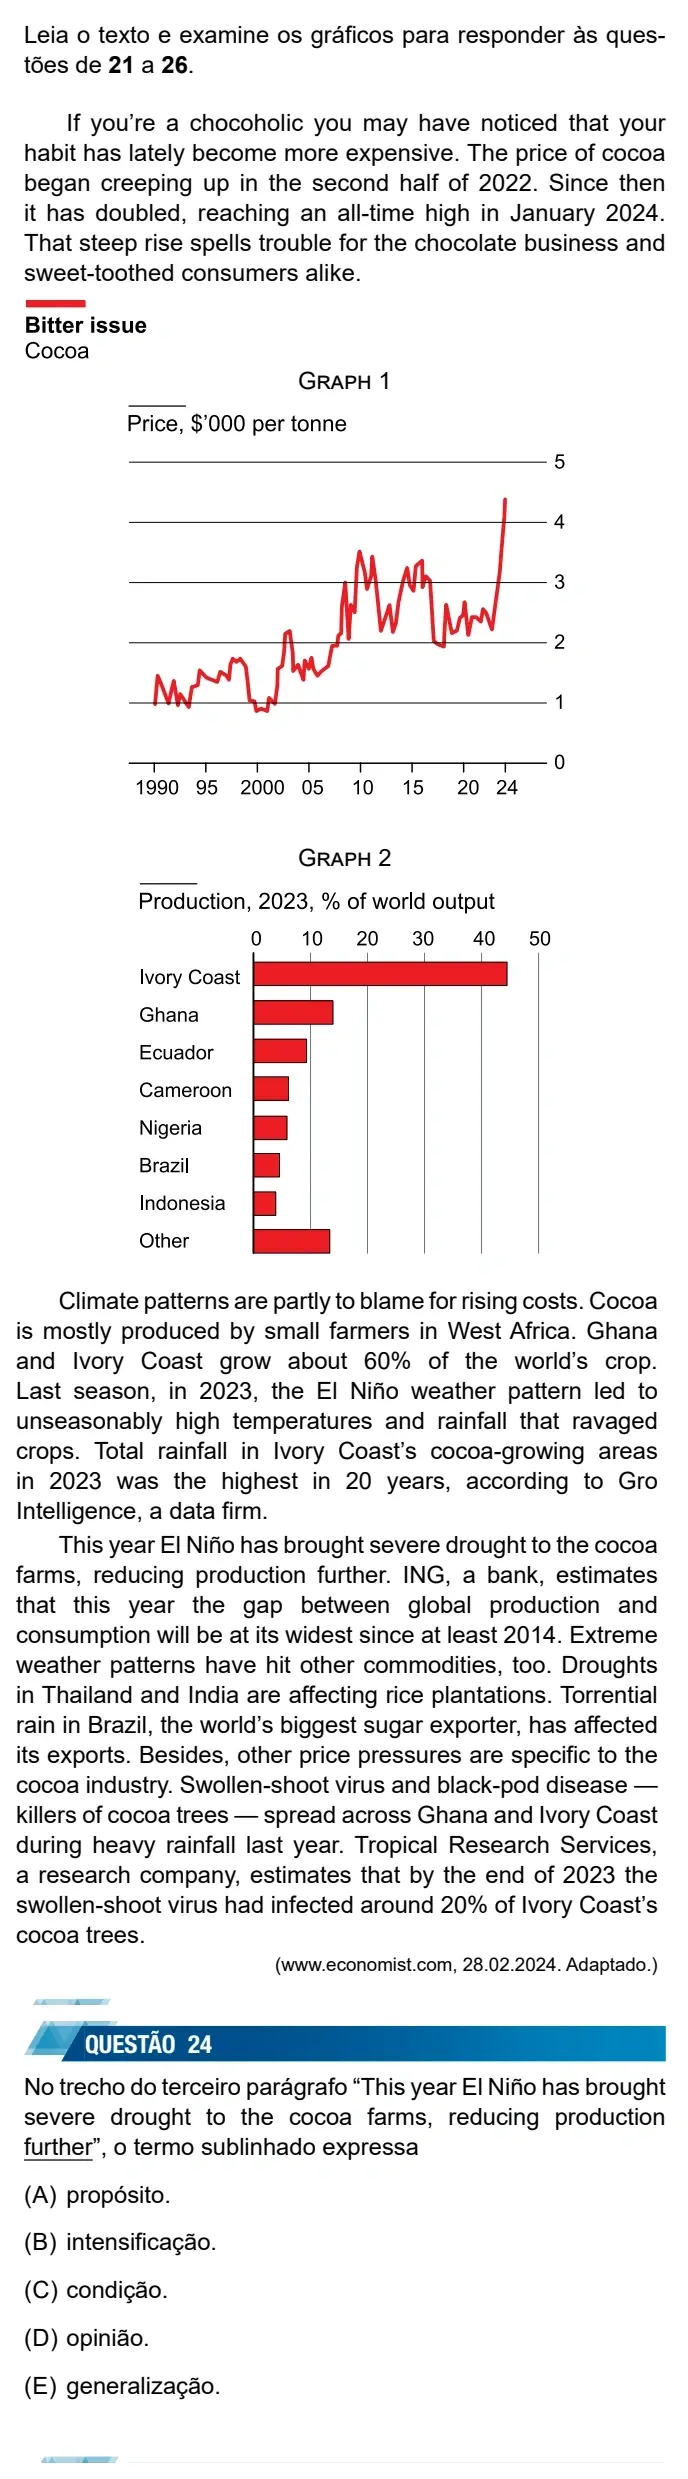 Leia o texto e examine os gráficos para responder às ques-
tões de 21 a 26.
If you're a chocoholic you may have noticed that your
habit has lately become more expensive. The price of cocoa
began creeping up in the second half of 2022. Since then
it has doubled, reaching an all-time high in January 2024.
That steep rise spells trouble for the chocolate business and
sweet-toothed consumers alike.
Bitter issue
Cocoa
GRAPH 1
Price, $'000 per tonne
5
4
3
2
1
0
1990 95 2000 05 10 15 20 24
GRAPH 2
Production, 2023, % of world output
0 10 20 30 40 50
Ivory Coast
Ghana
Ecuador
Cameroon
Nigeria
Brazil
Indonesia
Other
Climate patterns are partly to blame for rising costs. Cocoa
is mostly produced by small farmers in West Africa. Ghana
and Ivory Coast grow about 60% of the world's crop.
Last season, in 2023, the El Niño weather pattern led to
unseasonably high temperatures and rainfall that ravaged
crops. Total rainfall in Ivory Coast's cocoa-growing areas
in 2023 was the highest in 20 years, according to Gro
Intelligence, a data firm.
This year El Niño has brought severe drought to the cocoa
farms, reducing production further. ING, a bank, estimates
that this year the gap between global production and
consumption will be at its widest since at least 2014. Extreme
weather patterns have hit other commodities, too. Droughts
in Thailand and India are affecting rice plantations. Torrential
rain in Brazil, the world's biggest sugar exporter, has affected
its exports. Besides, other price pressures are specific to the
cocoa industry. Swollen-shoot virus and black-pod disease —
killers of cocoa trees — spread across Ghana and Ivory Coast
during heavy rainfall last year. Tropical Research Services,
a research company, estimates that by the end of 2023 the
swollen-shoot virus had infected around 20% of Ivory Coast's
cocoa trees.
(www.economist.com, 28.02.2024. Adaptado.)
QUESTÃO 24
No trecho do terceiro parágrafo “This year El Niño has brought
severe drought to the cocoa farms, reducing production
further”, o termo sublinhado expressa
(A) propósito.
(B) intensificação.
(C) condição.
(D) opinião.
(E) generalização.